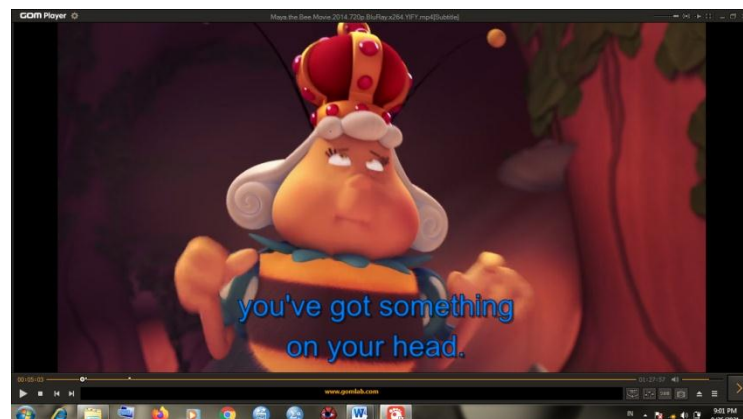 GOM Player
Maya the Bee Movie 2014.720p.BluRay.x264.YIFY.mp4[Subtitle]
you've got something
on your head.
00:05:03
01:27:57
www.gomlab.com
IN
9:01 PM